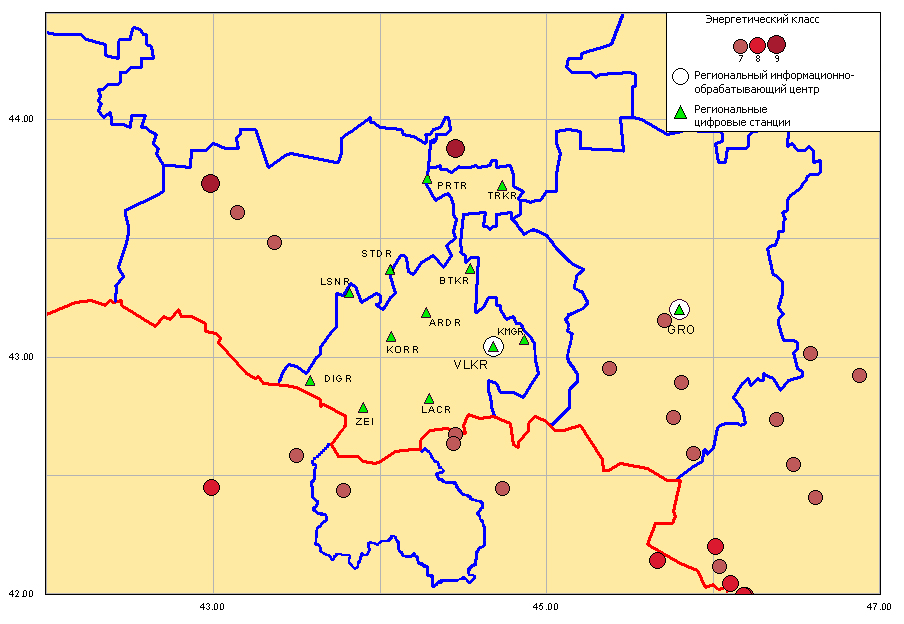 Энергетический класс
7 8 9
Региональный информационно-
обрабатывающий центр
Региональные
цифровые станции
44.00
PRTR
TRKR
STDR
LSNR
BTKR
ARDR
GRO
KMGR
KORR
43.00
VLKR
DIGR
LACR
ZEI
42.00
43.00
45.00
47.00